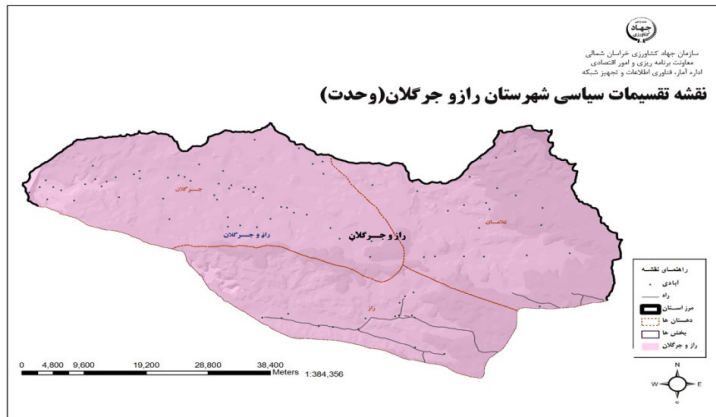 جهاد
سازمان جهاد کشاورزی خراسان شمالی
معاونت برنامه ریزی و امور اقتصادی
اداره آمار، فناوری اطلاعات و تجهیز شبکه
نقشه تقسیمات سیاسی شهرستان رازو جرگلان(وحدت)
جرگلان
غلامان
راز و جرگلان
راز و جرگلان
راز
راهنمای نقشه
آبادی
راه
مرز استان
دهستان ها
بخش ها
راز و جرگلان
0 4,800 9,600 19,200 28,800 38,400
Meters 1:384,356
N
W E